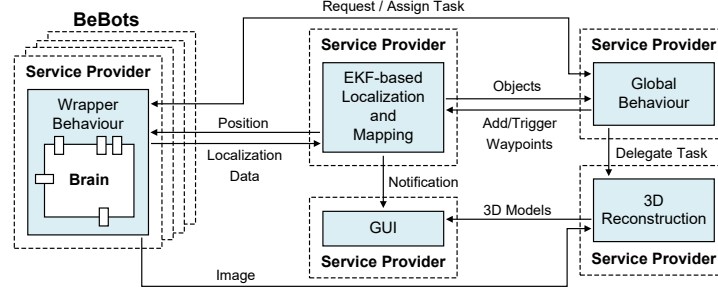 Request / Assign Task
BeBots
Service Provider
Wrapper
Behaviour
Brain
Position
Localization
Data
Service Provider
EKF-based
Localization
and
Mapping
Objects
Add/Trigger
Waypoints
Service Provider
Global
Behaviour
Delegate Task
Notification
GUI
Service Provider
3D Models
3D
Reconstruction
Service Provider
Image